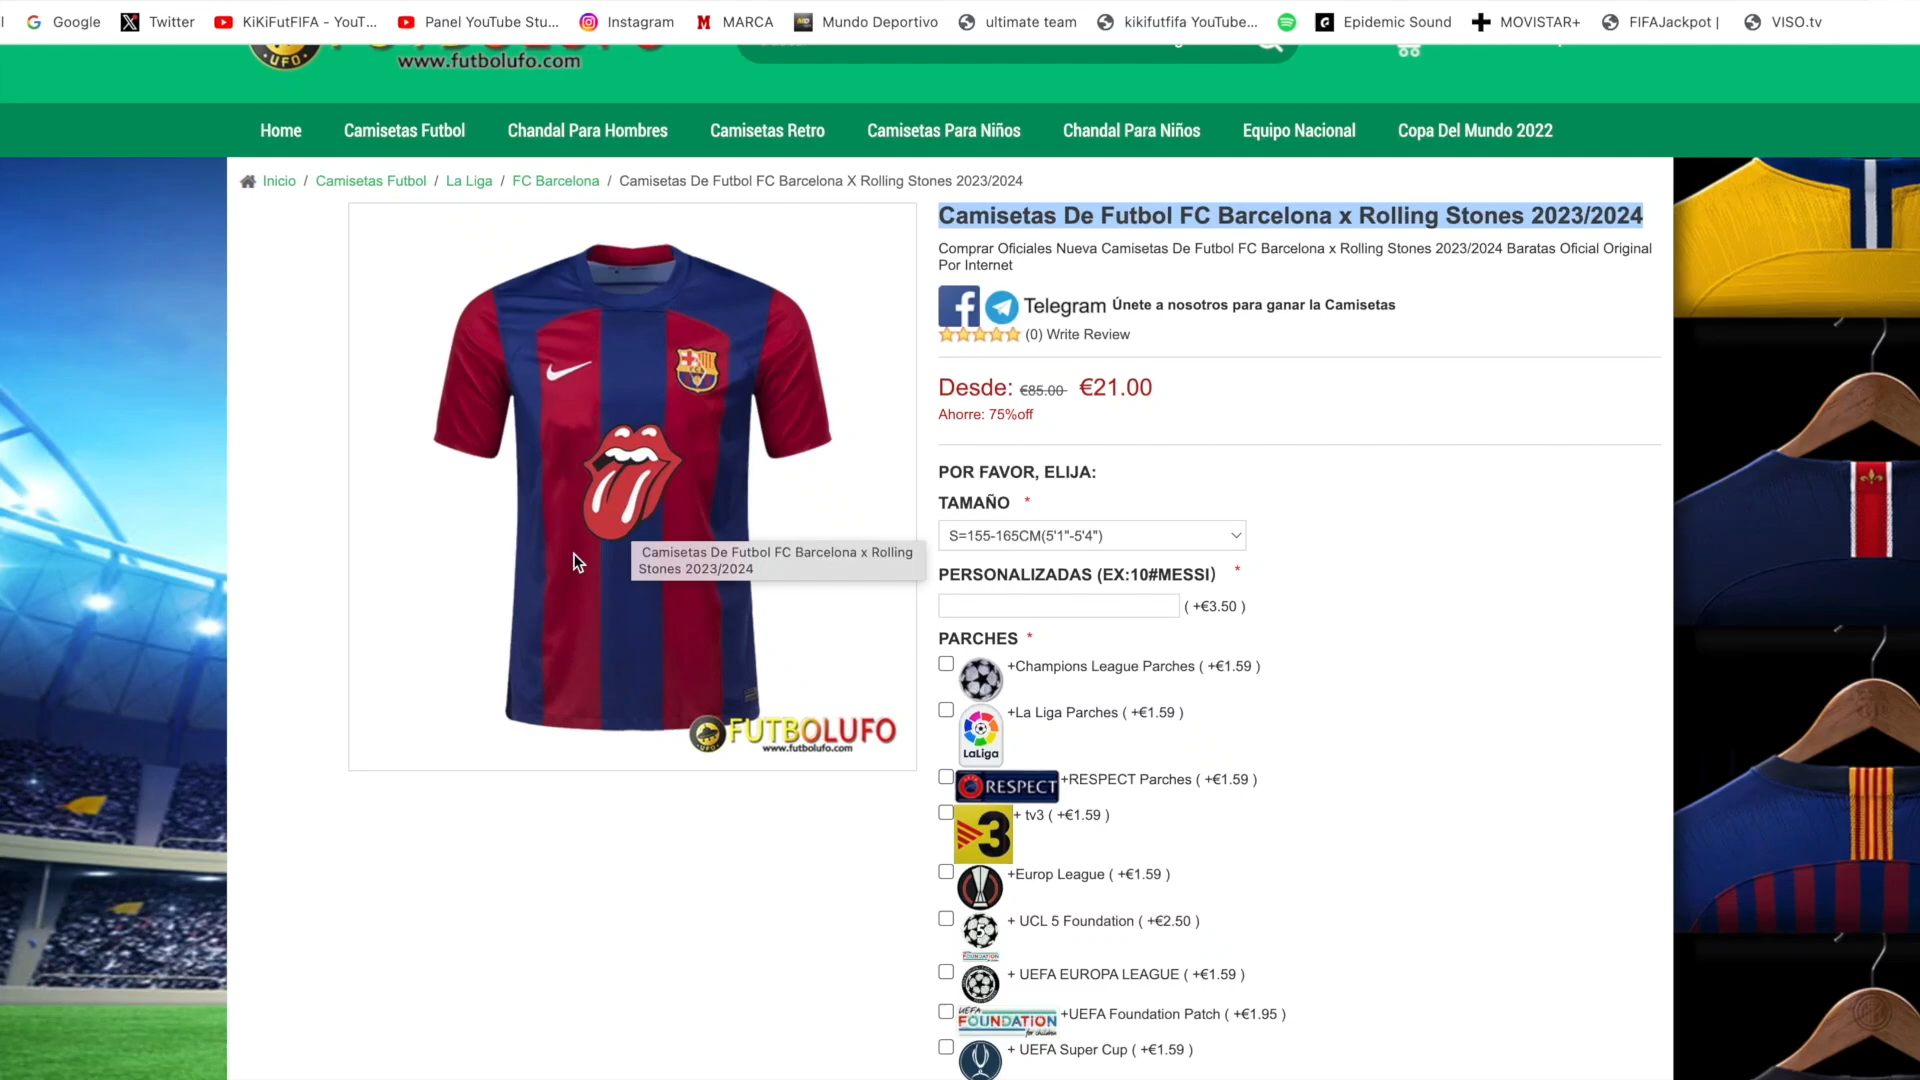 Google
Twitter
KiKiFutFIFA - YouT...
Panel YouTube Stu...
Instagram
MARCA
Mundo Deportivo
ultimate team
kikifutfifa YouTube...
Epidemic Sound
MOVISTAR+
FIFAJackpot |
VISO.tv
UFO
www.futbolufo.com
Home
Camisetas Futbol
Chandal Para Hombres
Camisetas Retro
Camisetas Para Niños
Chandal Para Niños
Equipo Nacional
Copa Del Mundo 2022
Inicio / Camisetas Futbol / La Liga / FC Barcelona / Camisetas De Futbol FC Barcelona X Rolling Stones 2023/2024
Camisetas De Futbol FC Barcelona x Rolling Stones 2023/2024
Comprar Oficiales Nueva Camisetas De Futbol FC Barcelona x Rolling Stones 2023/2024 Baratas Oficial Original
Por Internet
Telegram Únete a nosotros para ganar la Camisetas
(0) Write Review
Desde: €85.00 €21.00
Ahorre: 75%off
POR FAVOR, ELIJA:
TAMAÑO *
S=155-165CM(5'1"-5'4")
PERSONALIZADAS (EX:10#MESSI) *
( +€3.50 )
PARCHES *
+Champions League Parches ( +€1.59 )
+La Liga Parches ( +€1.59 )
LaLiga
RESPECT +RESPECT Parches ( +€1.59 )
3 + tv3 ( +€1.59 )
+Europ League ( +€1.59 )
5 + UCL 5 Foundation ( +€2.50 )
FOUNDATION
+ UEFA EUROPA LEAGUE ( +€1.59 )
UEFA
FOUNDATION +UEFA Foundation Patch ( +€1.95 )
for children
+ UEFA Super Cup ( +€1.59 )
Camisetas De Futbol FC Barcelona x Rolling
Stones 2023/2024
FUTBOLUFO
www.futbolufo.com
UFO